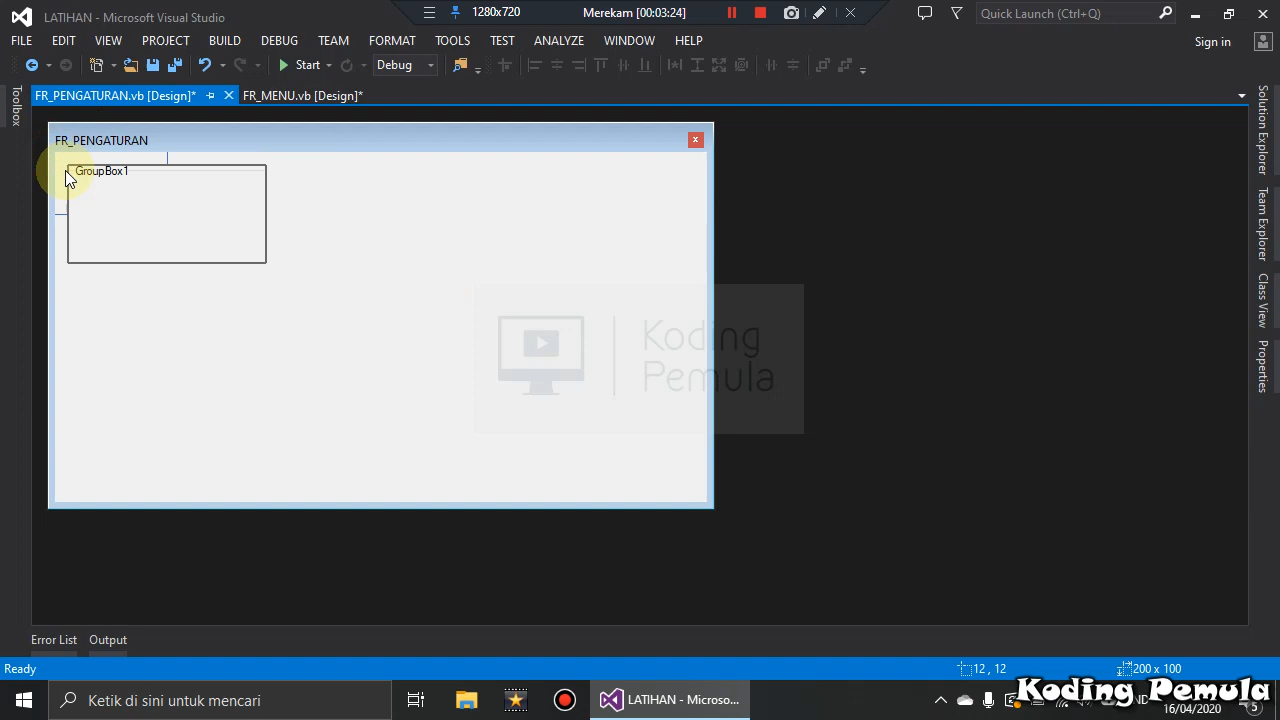 LATIHAN - Microsoft Visual Studio
1280x720
Merekam [00:03:24]
Quick Launch (Ctrl+Q)
FILE EDIT VIEW PROJECT BUILD DEBUG TEAM FORMAT TOOLS TEST ANALYZE WINDOW HELP
Sign in
Start
Debug
FR_PENGATURAN.vb [Design]*
FR_MENU.vb [Design]*
Toolbox
FR_PENGATURAN
GroupBox1
Koding
Pemula
Solution Explorer
Team Explorer
Class View
Properties
Error List
Output
Ready
12 , 12
200 x 100
Ketik di sini untuk mencari
LATIHAN - Microso...
Koding Pemula
16/04/2020
5